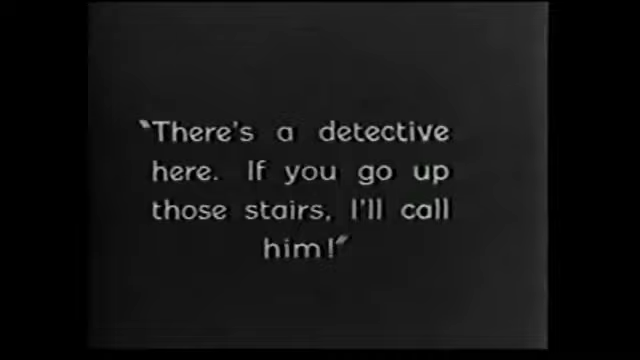 "There's a detective
here. If you go up
those stairs, I'll call
him!"